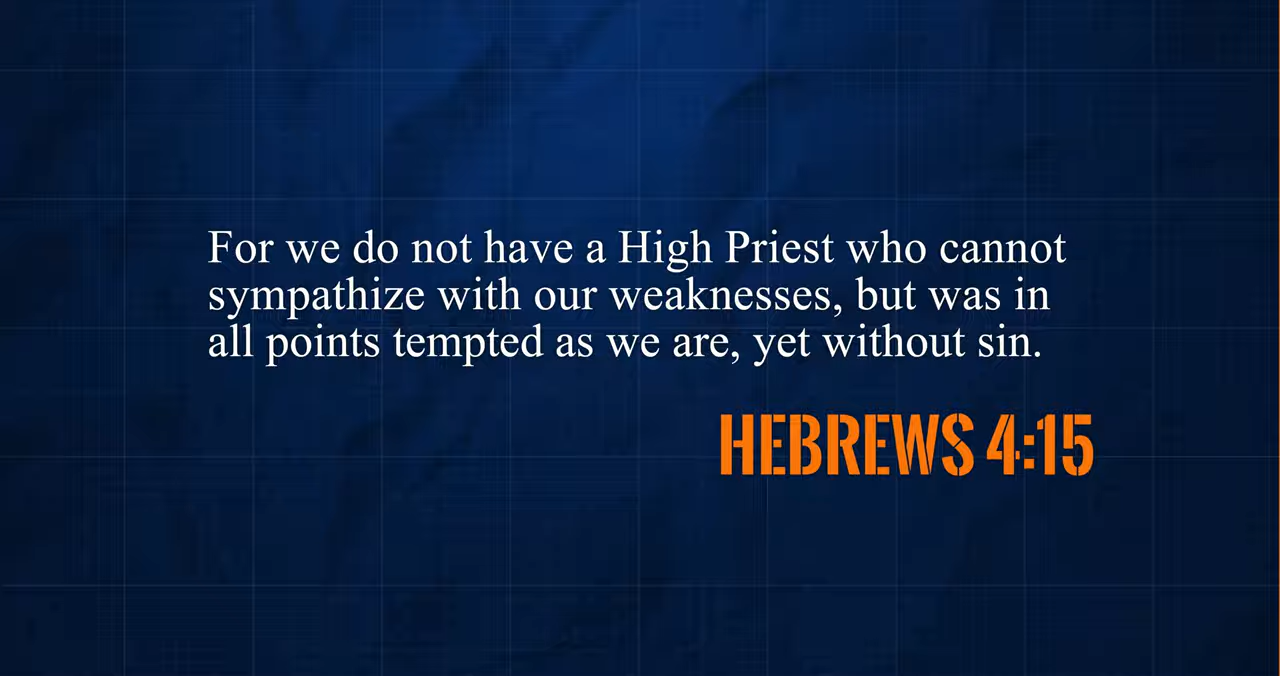 For we do not have a High Priest who cannot
sympathize with our weaknesses, but was in
all points tempted as we are, yet without sin.
HEBREWS 4:15